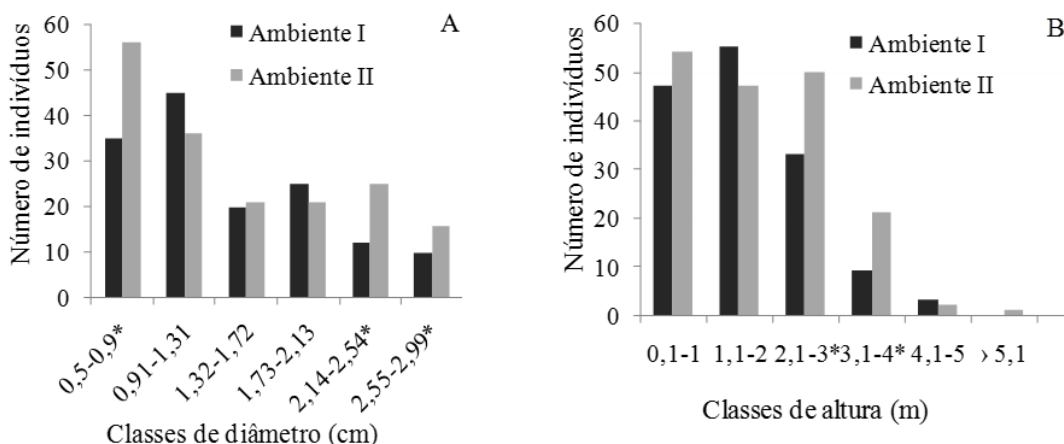 A
Número de indivíduos
60
50
40
30
20
10
0
Ambiente I
Ambiente II
0,5-0,9*
0,91-1,31
1,32-1,72
1,73-2,13
2,14-2,54*
2,55-2,99*
Classes de diâmetro (cm)
B
Número de indivíduos
60
50
40
30
20
10
0
Ambiente I
Ambiente II
0,1-1 1,1-2 2,1-3* 3,1-4* 4,1-5 › 5,1
Classes de altura (m)